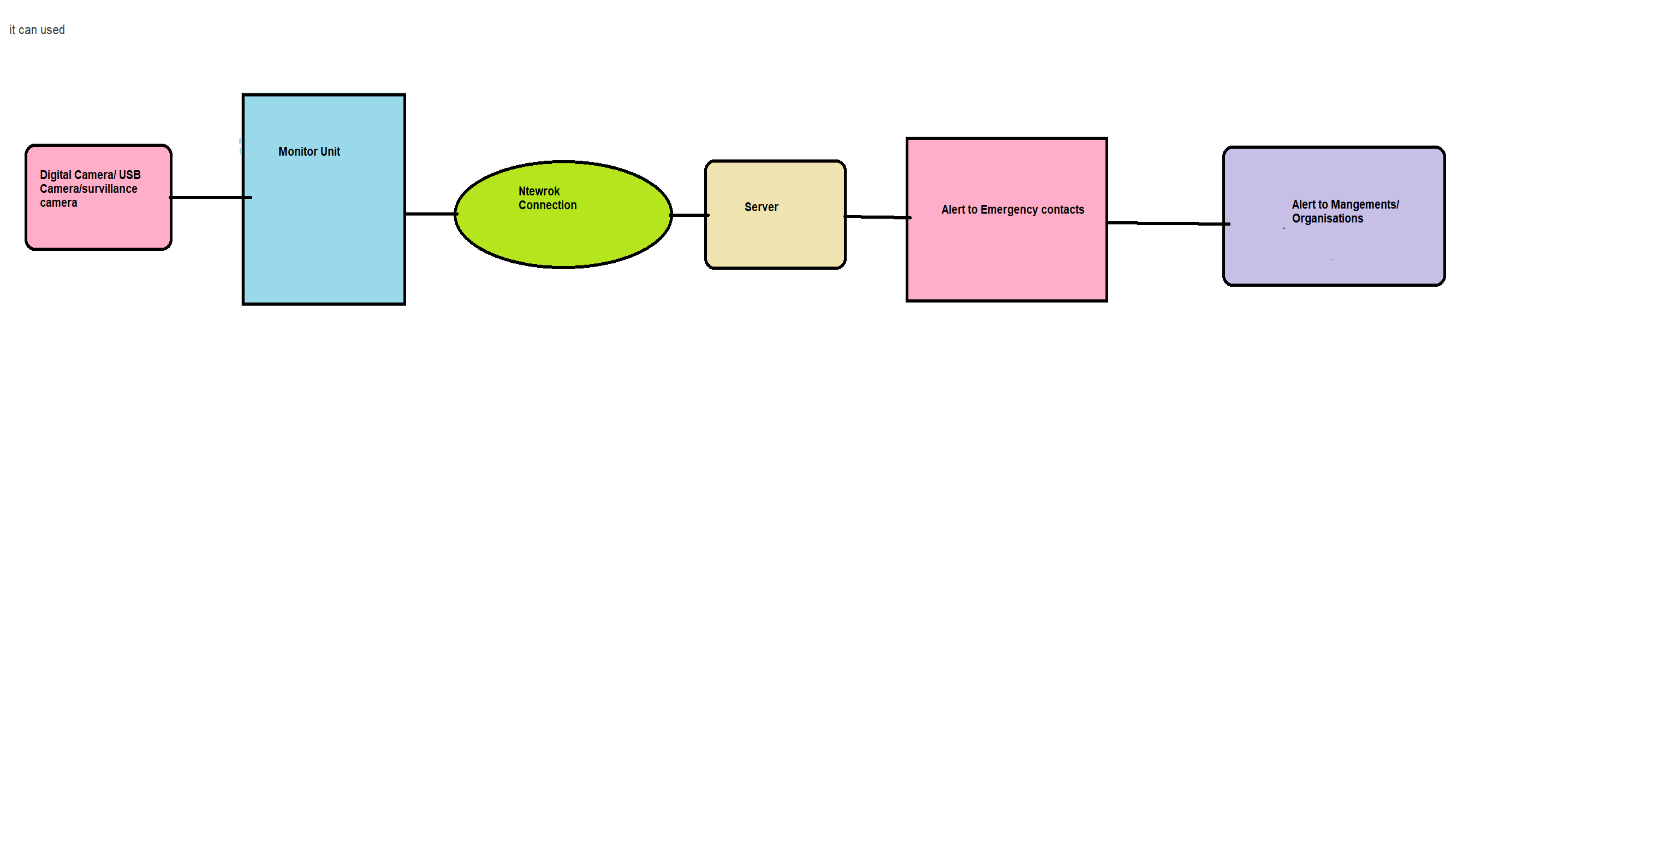 it can used
Digital Camera/ USB
Camera/survillance
camera
Monitor Unit
Ntewrok
Connection
Server
Alert to Emergency contacts
Alert to Mangements/
Organisations